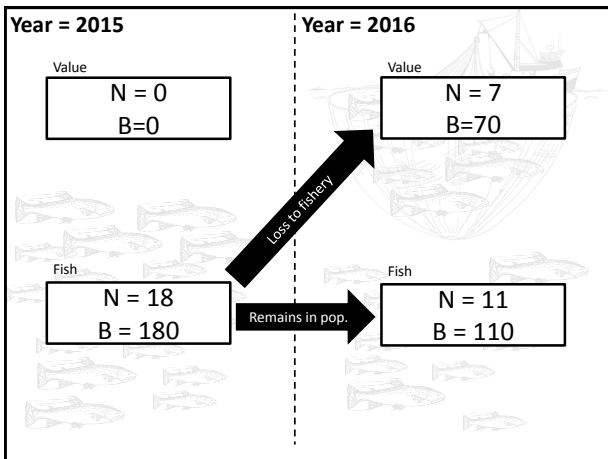 Year = 2015
Value
N = 0
B=0
Fish
N = 18
B = 180
Loss to fishery
Remains in pop.
Year = 2016
Value
N = 7
B=70
Fish
N = 11
B = 110